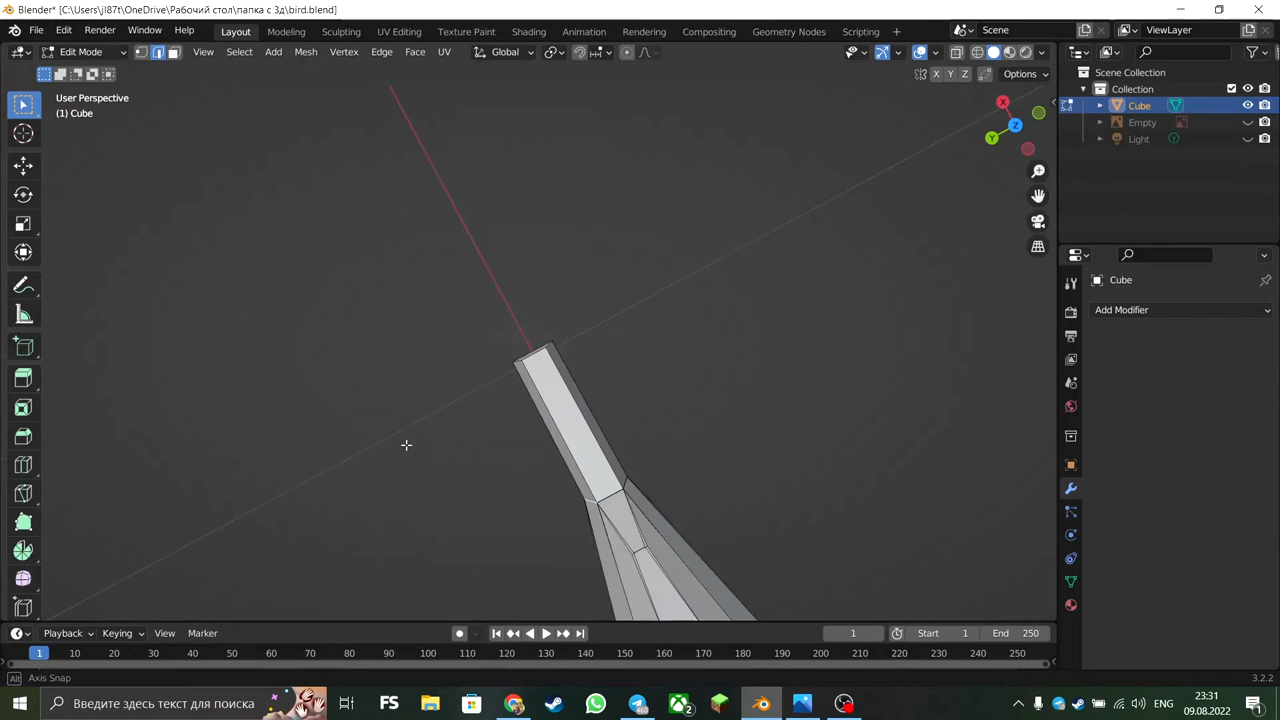 Blender* [C:\Users\jl87t\OneDrive\Рабочий стол\папка с 3д\bird.blend]
File Edit Render Window Help Layout Modeling Sculpting UV Editing Texture Paint Shading Animation Rendering Compositing Geometry Nodes Scripting Scene ViewLayer
Edit Mode View Select Add Mesh Vertex Edge Face UV Global
X Y Z Options
Scene Collection
Collection
Cube
Empty
Light
User Perspective
(1) Cube
X
Y
Z
Cube
Add Modifier
Playback Keying View Marker 1 Start 1 End 250
1 10 20 30 40 50 60 70 80 90 100 110 120 130 140 150 160 170 180 190 200 210 220 230 240 250
Alt Axis Snap 3.2.2
Введите здесь текст для поиска FS 2 ENG 23:31 09.08.2022 1